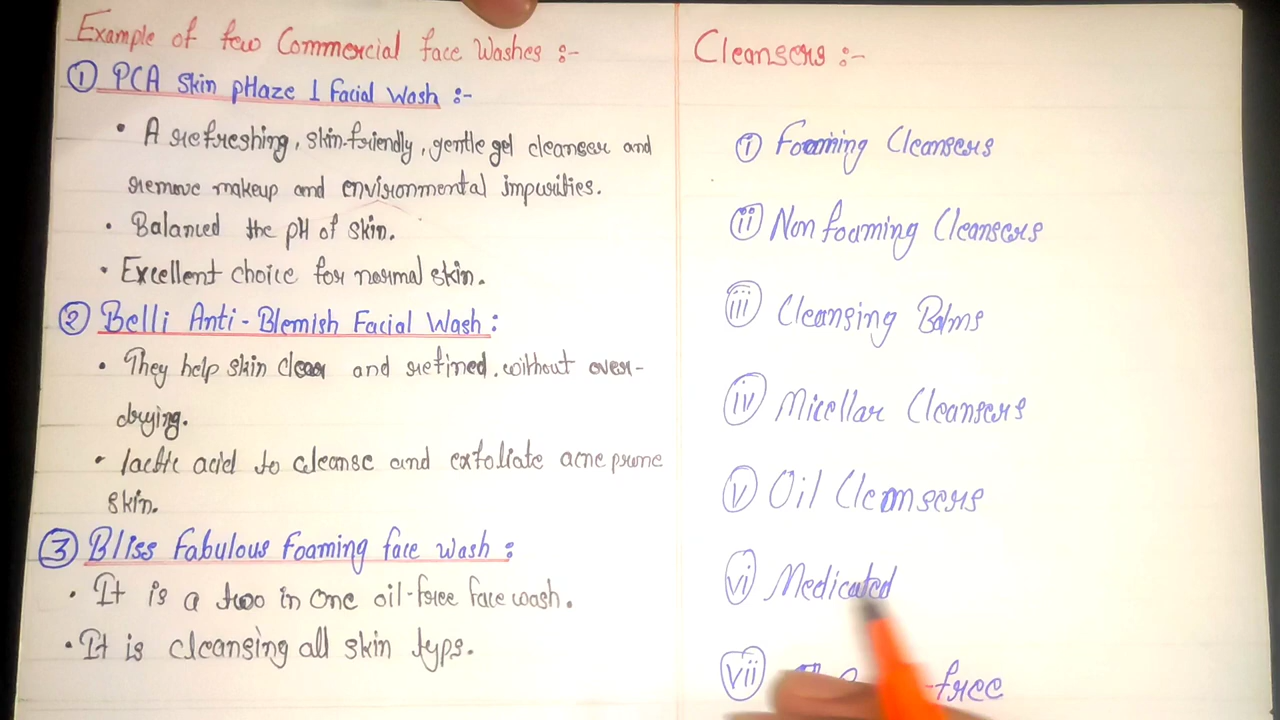 Example of few Commercial face Washes :-
① PCA Skin pHaze 1 Facial Wash :-
• A refreshing, skin-friendly, gentle gel cleanser and
remove makeup and environmental impurities.
• Balanced the pH of skin.
• Excellent choice for normal skin.
② Belli Anti-Blemish Facial Wash :
• They help skin clear and refined. without over-
drying.
• lactic acid to cleanse and exfoliate acne prone
skin.
③ Bliss Fabulous Foaming face wash :
• It is a two in one oil-free face wash.
• It is cleansing all skin typs.
Cleansers :-
ⓘ Foaming Cleansers
ii Non foaming Cleansers
iii Cleansing Balms
iv Micellar Cleansers
v Oil Cleansers
vi Medicated
vii -free